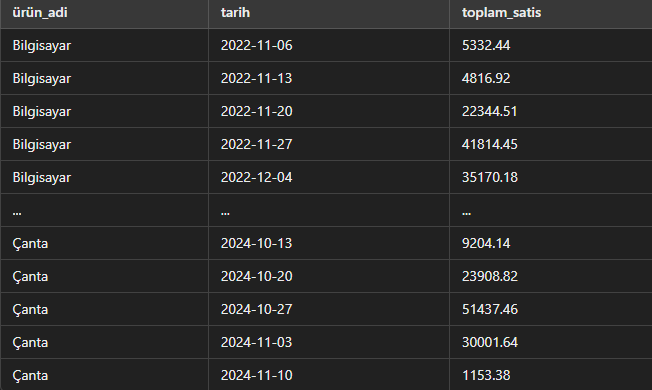 ürün_adi tarih toplam_satis
Bilgisayar 2022-11-06 5332.44
Bilgisayar 2022-11-13 4816.92
Bilgisayar 2022-11-20 22344.51
Bilgisayar 2022-11-27 41814.45
Bilgisayar 2022-12-04 35170.18
... ... ...
Çanta 2024-10-13 9204.14
Çanta 2024-10-20 23908.82
Çanta 2024-10-27 51437.46
Çanta 2024-11-03 30001.64
Çanta 2024-11-10 1153.38